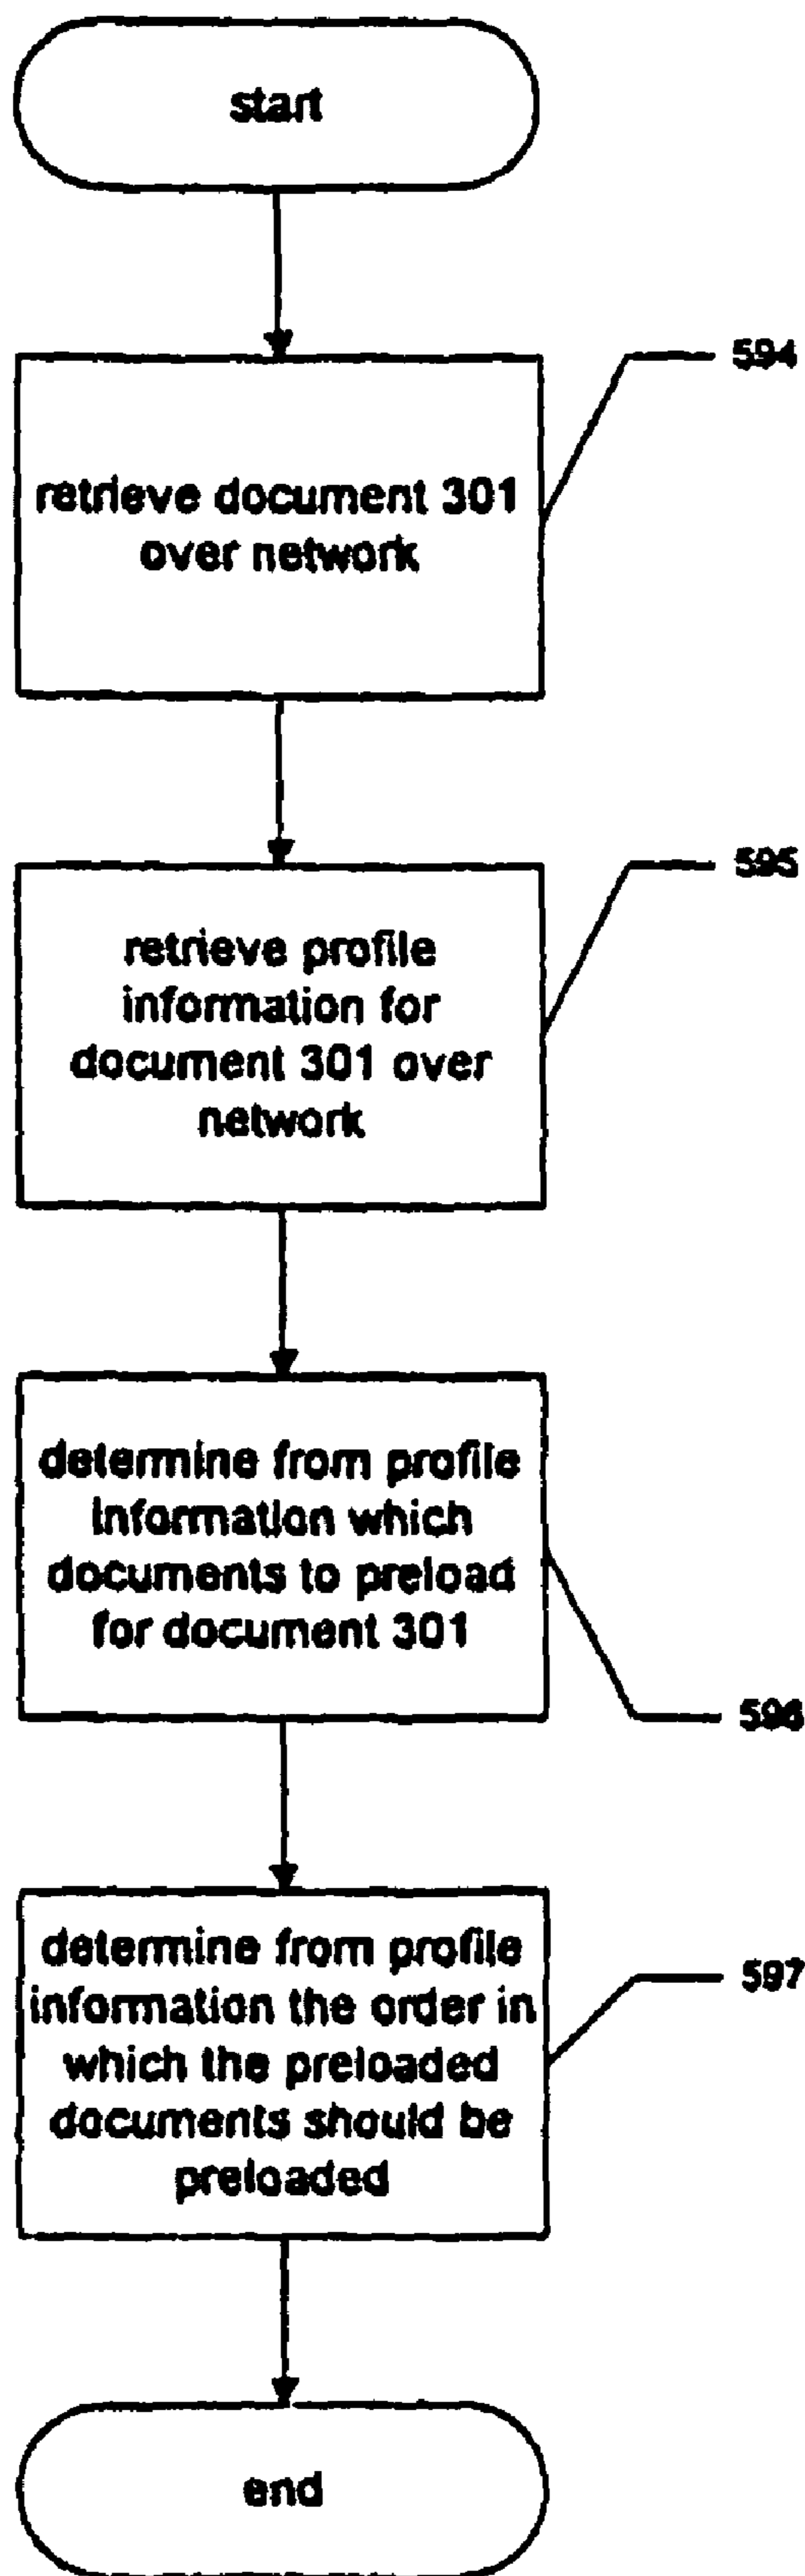 start
594
retrieve document 301
over network
595
retrieve profile
information for
document 301 over
network
determine from profile
information which
documents to preload
for document 301
596
determine from profile
information the order in
which the preloaded
documents should be
preloaded
597
end